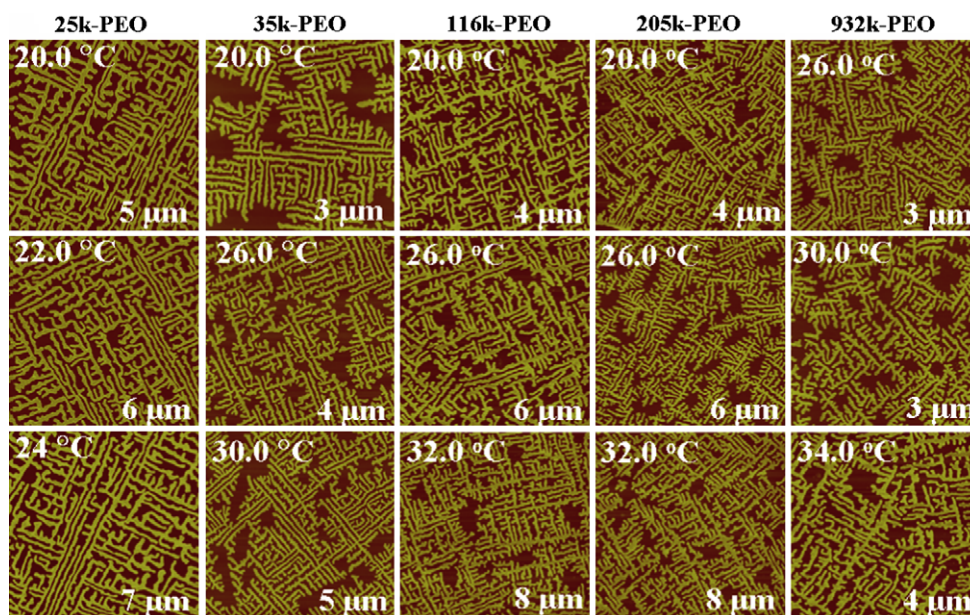 25k-PEO 35k-PEO 116k-PEO 205k-PEO 932k-PEO
20.0 °C 20.0 °C 20.0 °C 20.0 °C 26.0 °C
5 μm 3 μm 4 μm 4 μm 3 μm
22.0 °C 26.0 °C 26.0 °C 26.0 °C 30.0 °C
6 μm 4 μm 6 μm 6 μm 3 μm
24 °C 30.0 °C 32.0 °C 32.0 °C 34.0 °C
7 μm 5 μm 8 μm 8 μm 4 μm